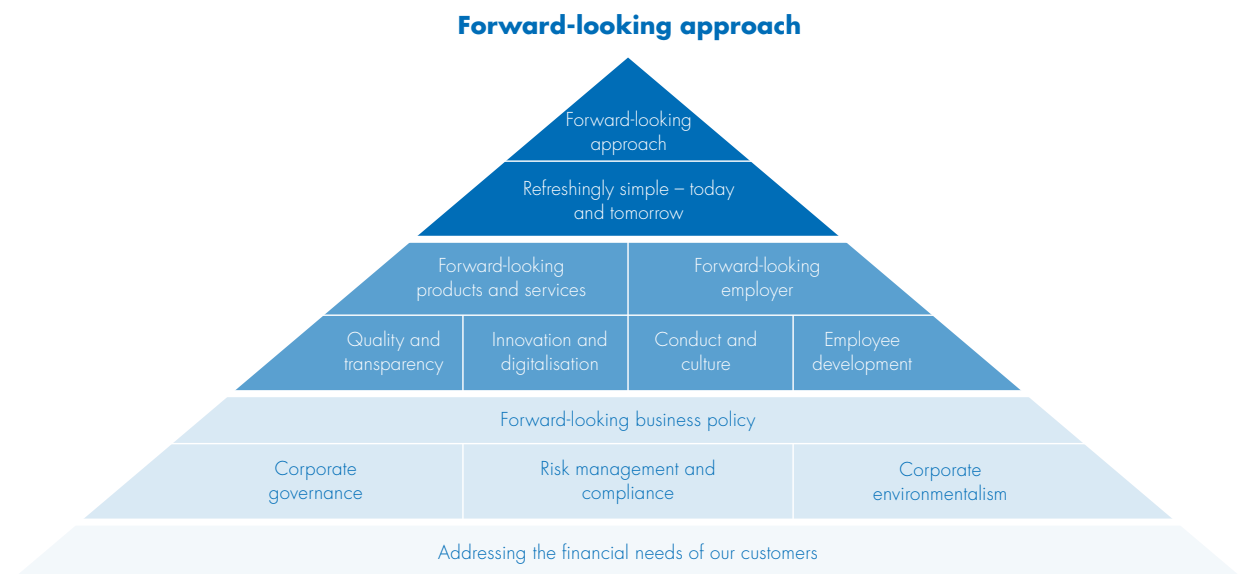 Forward-looking approach
Forward-looking
approach
Refreshingly simple – today
and tomorrow
Forward-looking
products and services
Forward-looking
employer
Quality and
transparency
Innovation and
digitalisation
Conduct and
culture
Employee
development
Forward-looking business policy
Corporate
governance
Risk management and
compliance
Corporate
environmentalism
Addressing the financial needs of our customers